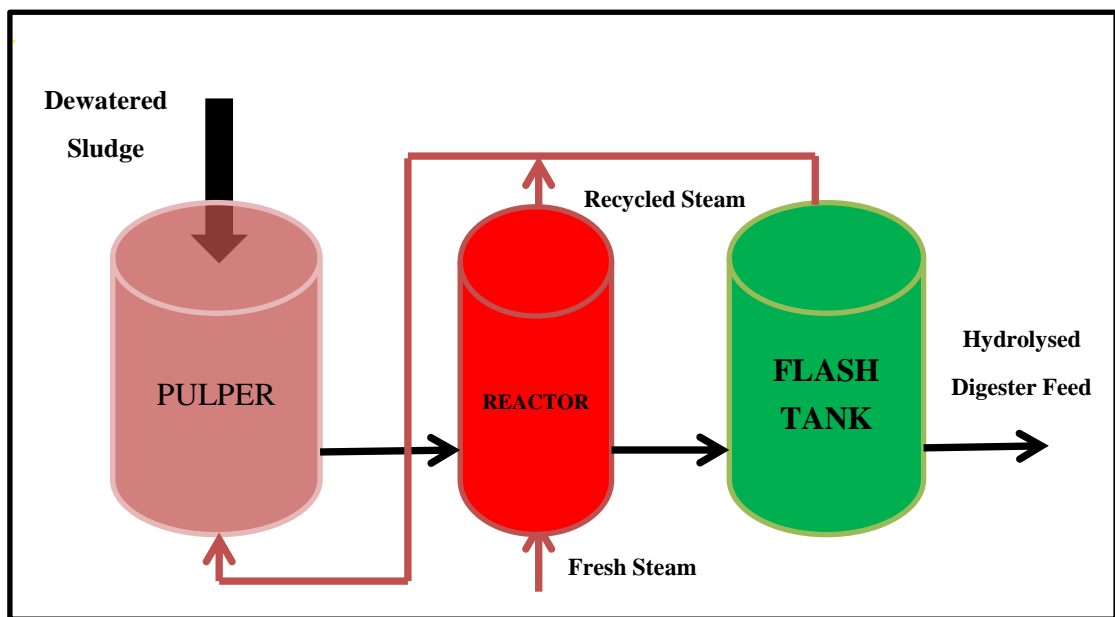 Dewatered
Sludge
Recycled Steam
PULPER
REACTOR
FLASH
TANK
Hydrolysed
Digester Feed
Fresh Steam